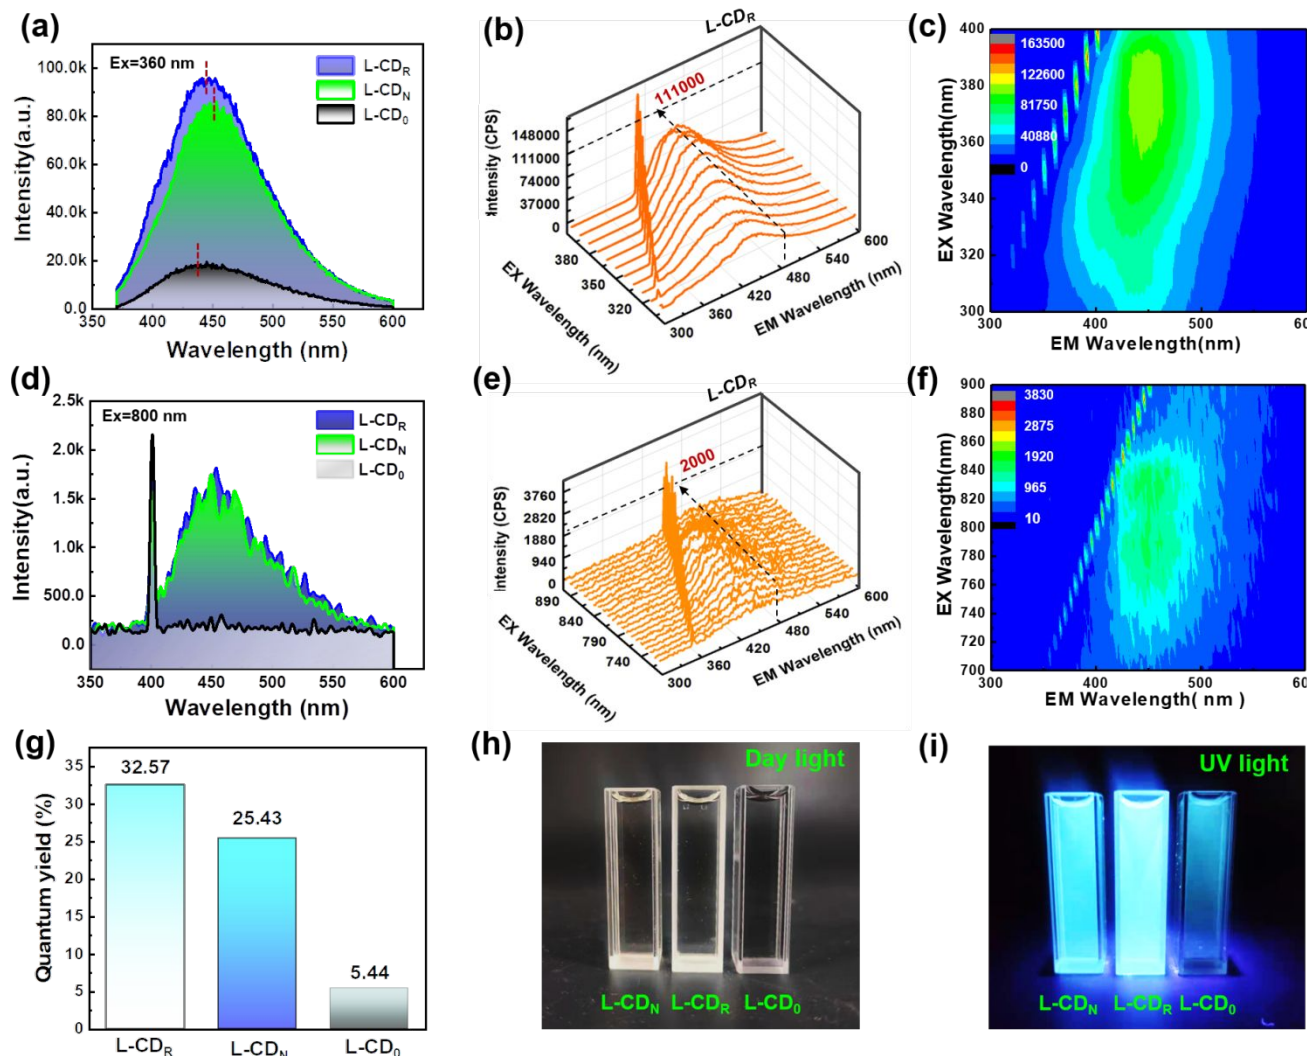 (a)
Ex=360 nm
L-CD_R
L-CD_N
L-CD_0
100.0k
80.0k
60.0k
40.0k
20.0k
0.0
Intensity(a.u.)
350 400 450 500 550 600
Wavelength (nm)
(b)
L-CD_R
111000
148000
111000
74000
37000
0
Intensity (CPS)
380
350
320
EX Wavelength (nm)
300
360
420
480
540
600
EM Wavelength (nm)
(c)
400
380
360
340
320
300
EX Wavelength(nm)
163500
122600
81750
40880
0
300 400 500 60
EM Wavelength(nm)
(d)
Ex=800 nm
L-CD_R
L-CD_N
L-CD_0
2.5k
2.0k
1.5k
1.0k
500.0
0.0
Intensity(a.u.)
350 400 450 500 550 600
Wavelength (nm)
(e)
L-CD_R
2000
3760
2820
1880
940
0
Intensity (CPS)
890
840
790
740
EX Wavelength (nm)
300
360
420
480
540
600
EM Wavelength (nm)
(f)
900
860
840
820
800
780
760
740
720
700
EX Wavelength(nm)
3830
2875
1920
965
10
300 400 500 60
EM Wavelength( nm )
(g)
35
30
25
20
15
10
5
0
Quantum yield (%)
32.57
25.43
5.44
L-CD_R L-CD_N L-CD_0
(h)
Day light
L-CD_N L-CD_R L-CD_0
(i)
UV light
L-CD_N L-CD_R L-CD_0